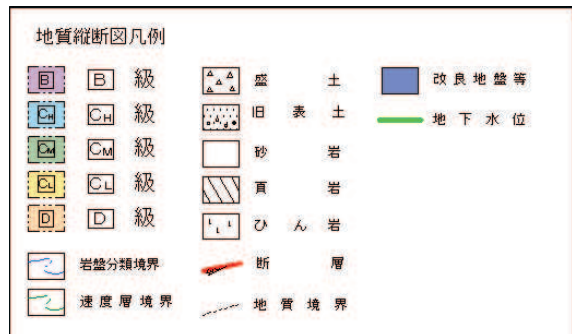 地質縦断図凡例
B B 級
CH CH 級
CM CM 級
CL CL 級
D D 級
岩盤分類境界
速度層境界
盛土
旧表土
砂岩
頁岩
ひん岩
断層
地質境界
改良地盤等
地下水位